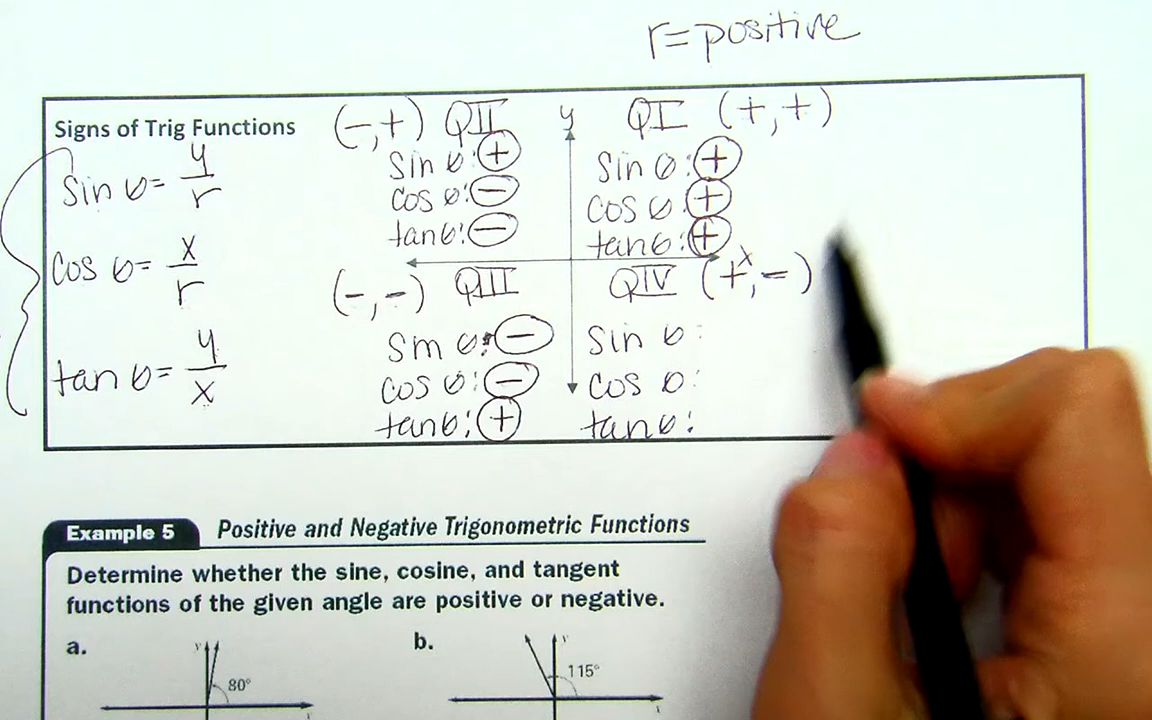 r=positive
Signs of Trig Functions
sin θ= y/r
cos θ= x/r
tan θ= y/x
(-,+) QII
sin θ: +
cos θ: -
tan θ: -
y
QI (+,+)
sin θ: +
cos θ: +
tan θ: +
x
(-,-) QIII
sin θ: -
cos θ: -
tan θ: +
QIV (+,-)
sin θ:
cos θ:
tan θ:
Example 5 Positive and Negative Trigonometric Functions
Determine whether the sine, cosine, and tangent
functions of the given angle are positive or negative.
a.
y
80°
x
b.
y
115°
x